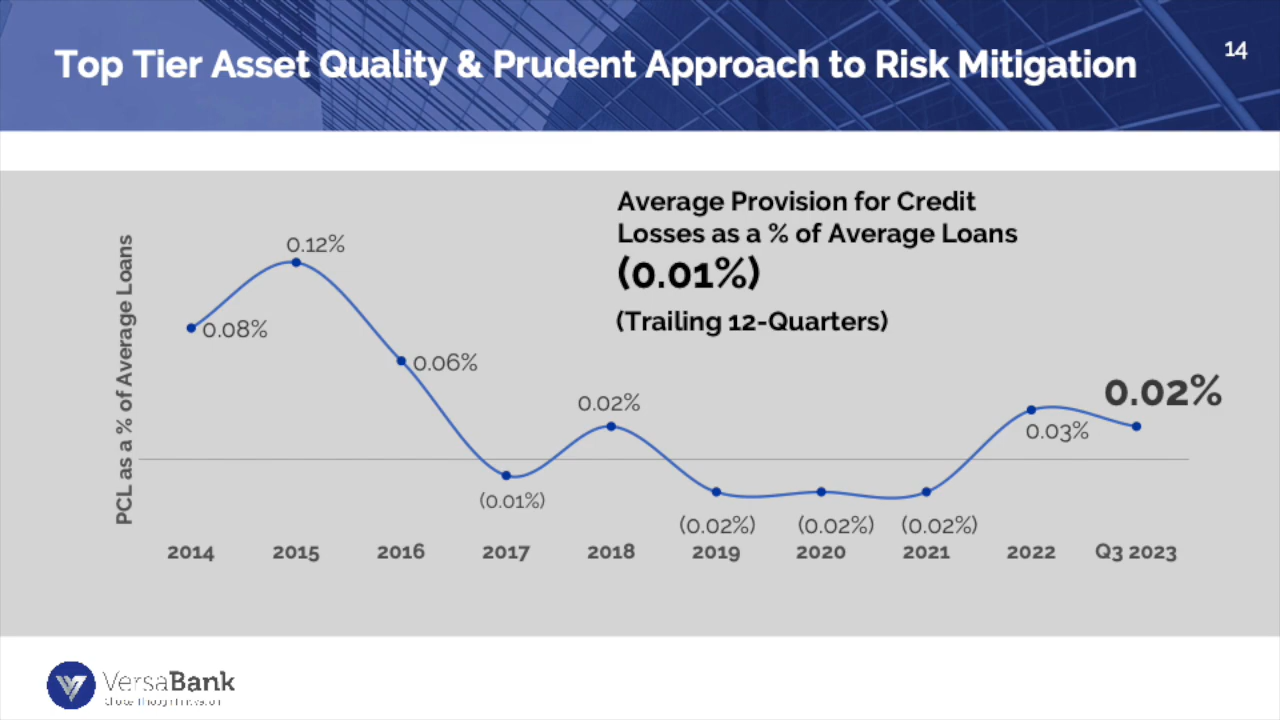 Top Tier Asset Quality & Prudent Approach to Risk Mitigation
14
Average Provision for Credit
Losses as a % of Average Loans
(0.01%)
(Trailing 12-Quarters)
PCL as a % of Average Loans
0.08%
0.12%
0.06%
(0.01%)
0.02%
(0.02%)
(0.02%)
(0.02%)
0.03%
0.02%
2014 2015 2016 2017 2018 2019 2020 2021 2022 Q3 2023
VersaBank